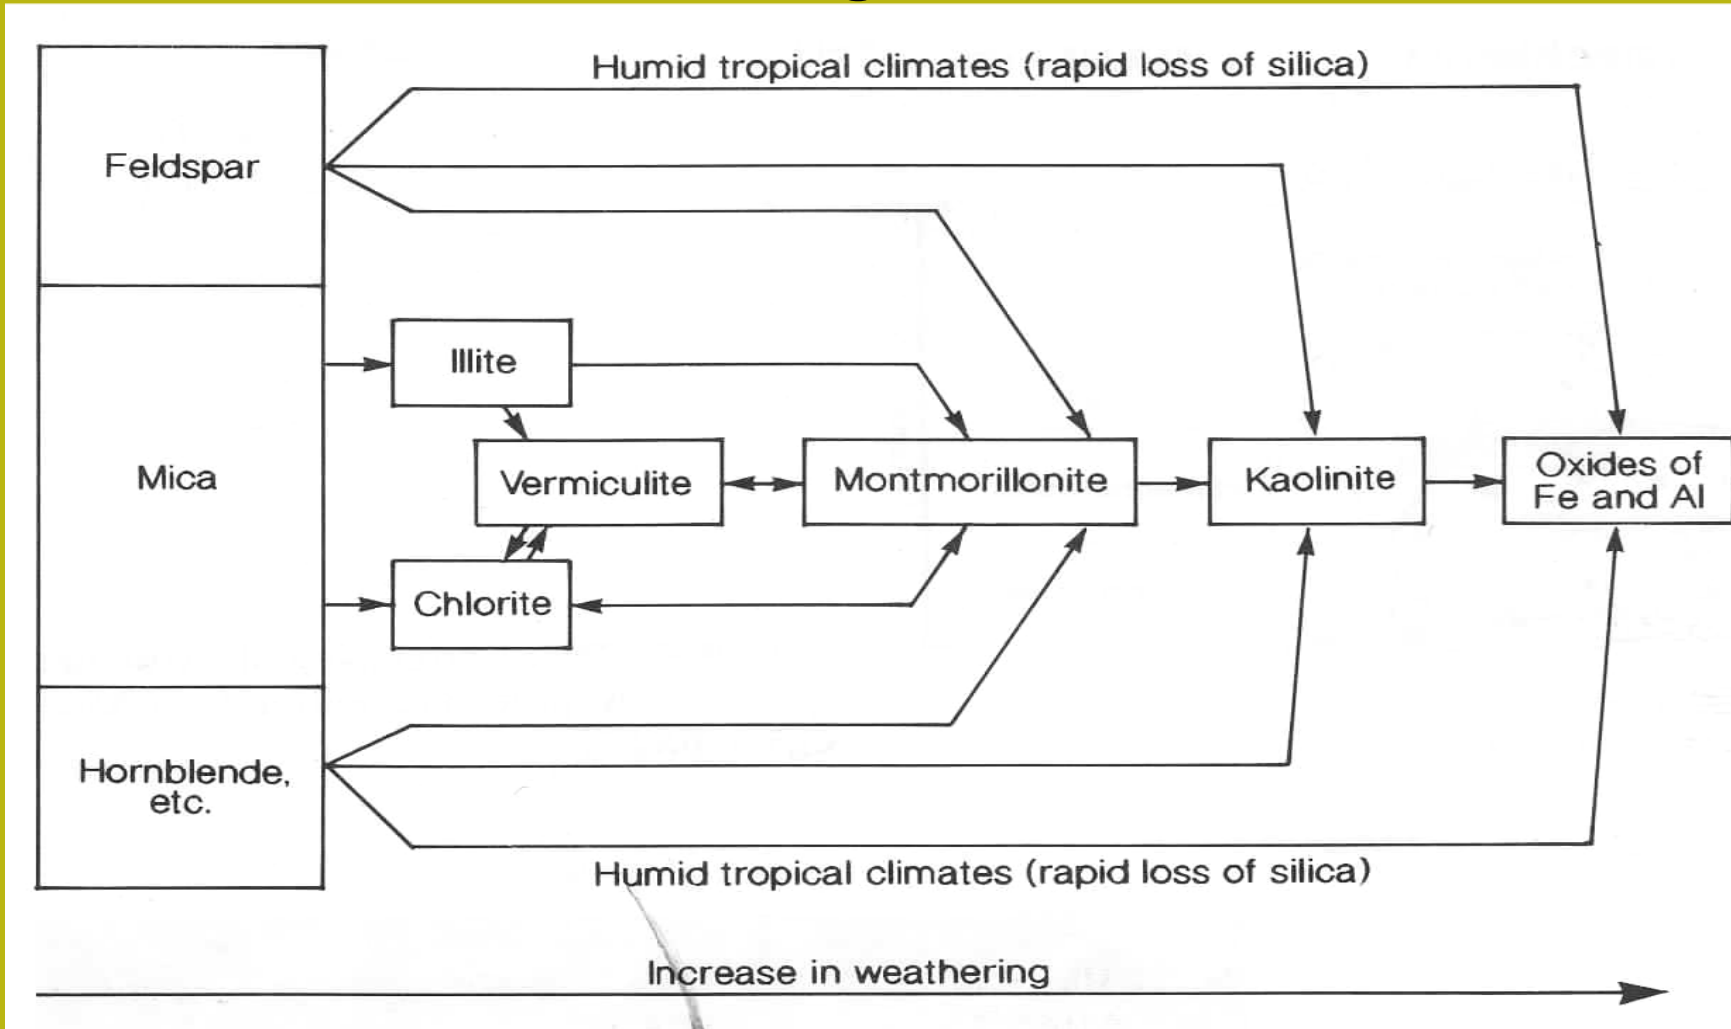 Humid tropical climates (rapid loss of silica)
Feldspar
Illite
Mica
Vermiculite
Montmorillonite
Kaolinite
Oxides of
Fe and Al
Chlorite
Hornblende,
etc.
Humid tropical climates (rapid loss of silica)
Increase in weathering